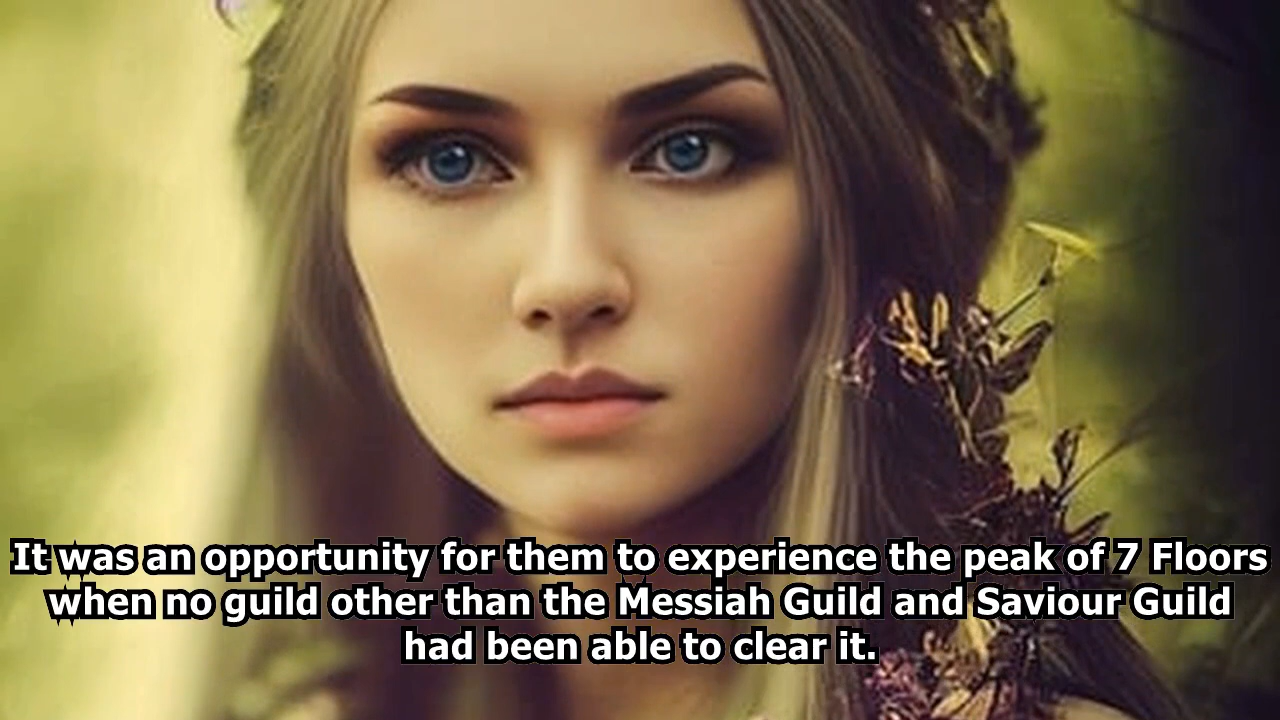 It was an opportunity for them to experience the peak of 7 Floors
when no guild other than the Messiah Guild and Saviour Guild
had been able to clear it.